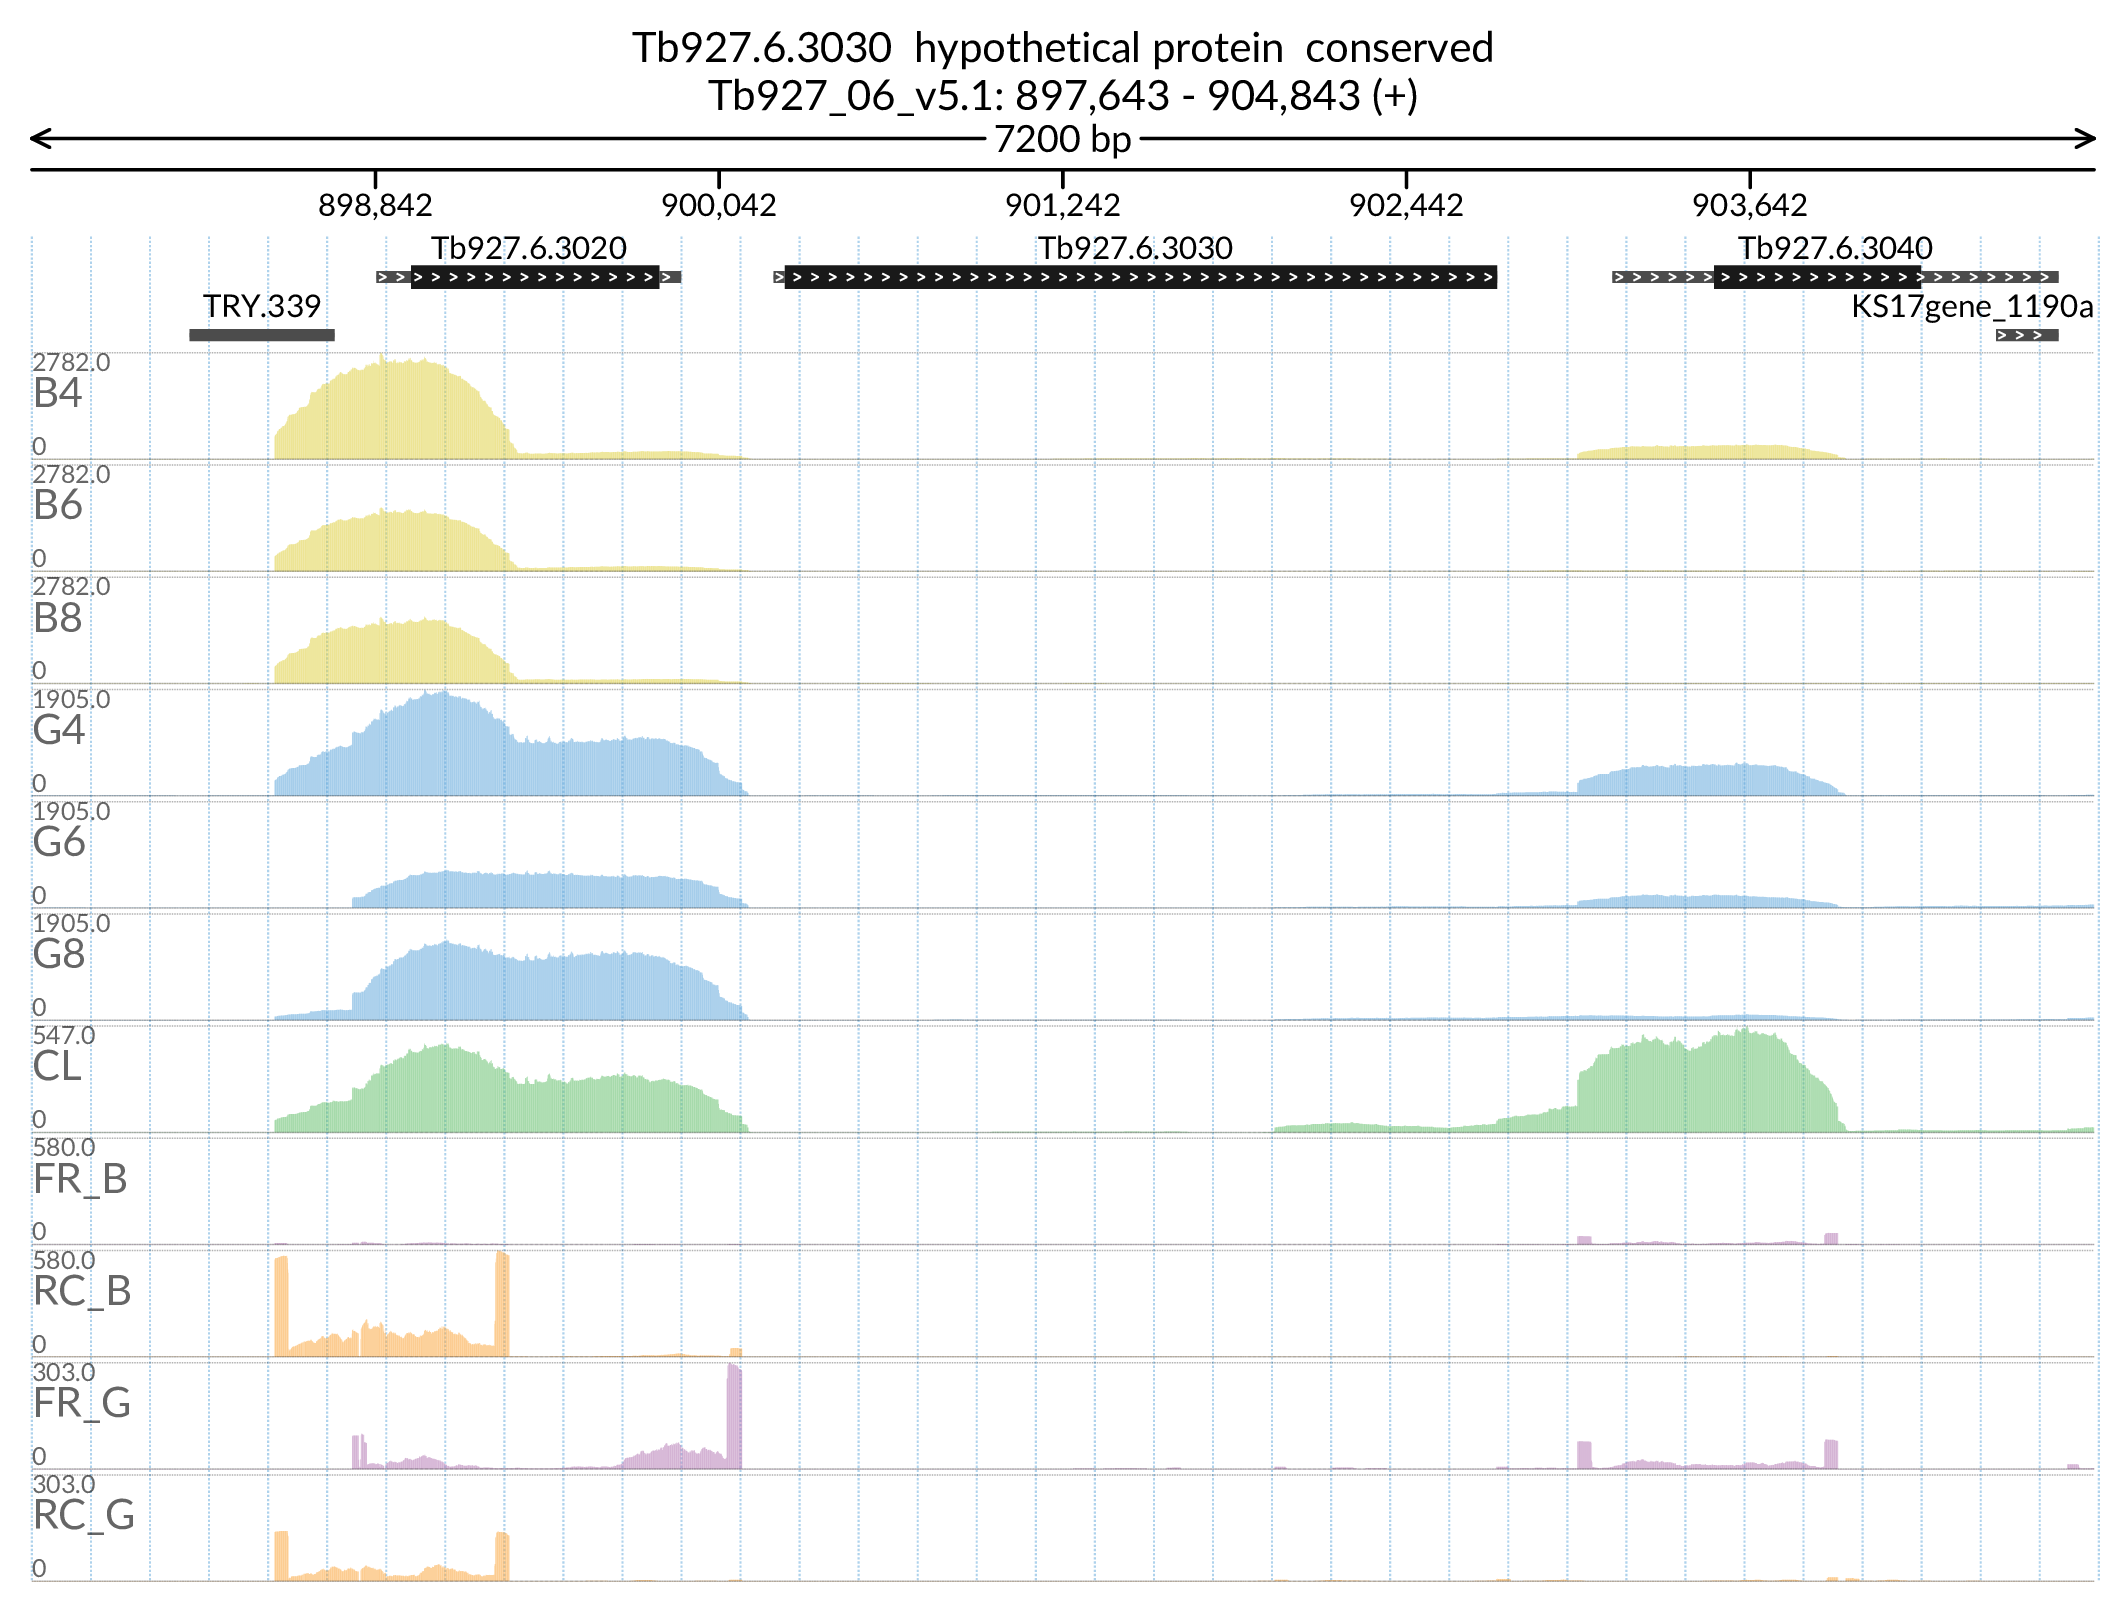 Tb927.6.3030  hypothetical protein  conserved
Tb927_06_v5.1: 897,643 - 904,843 (+)
7200 bp
898,842 900,042 901,242 902,442 903,642
Tb927.6.3020 Tb927.6.3030 Tb927.6.3040
TRY.339 KS17gene_1190a
2782.0
B4
0
2782.0
B6
0
2782.0
B8
0
1905.0
G4
0
1905.0
G6
0
1905.0
G8
0
547.0
CL
0
580.0
FR_B
0
580.0
RC_B
0
303.0
FR_G
0
303.0
RC_G
0